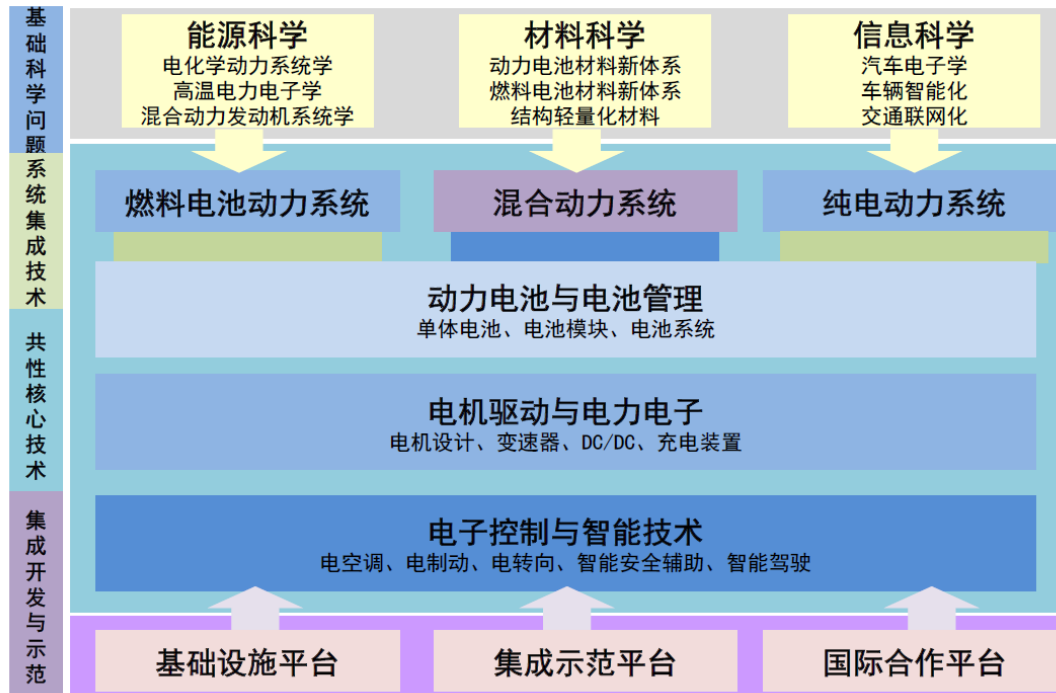 基础科学问题
能源科学
电化学动力系统学
高温电力电子学
混合动力发动机系统学
材料科学
动力电池材料新体系
燃料电池材料新体系
结构轻量化材料
信息科学
汽车电子学
车辆智能化
交通联网化
系统集成技术
燃料电池动力系统
混合动力系统
纯电动力系统
共性核心技术
动力电池与电池管理
单体电池、电池模块、电池系统
电机驱动与电力电子
电机设计、变速器、DC/DC、充电装置
电子控制与智能技术
电空调、电制动、电转向、智能安全辅助、智能驾驶
集成开发与示范
基础设施平台
集成示范平台
国际合作平台